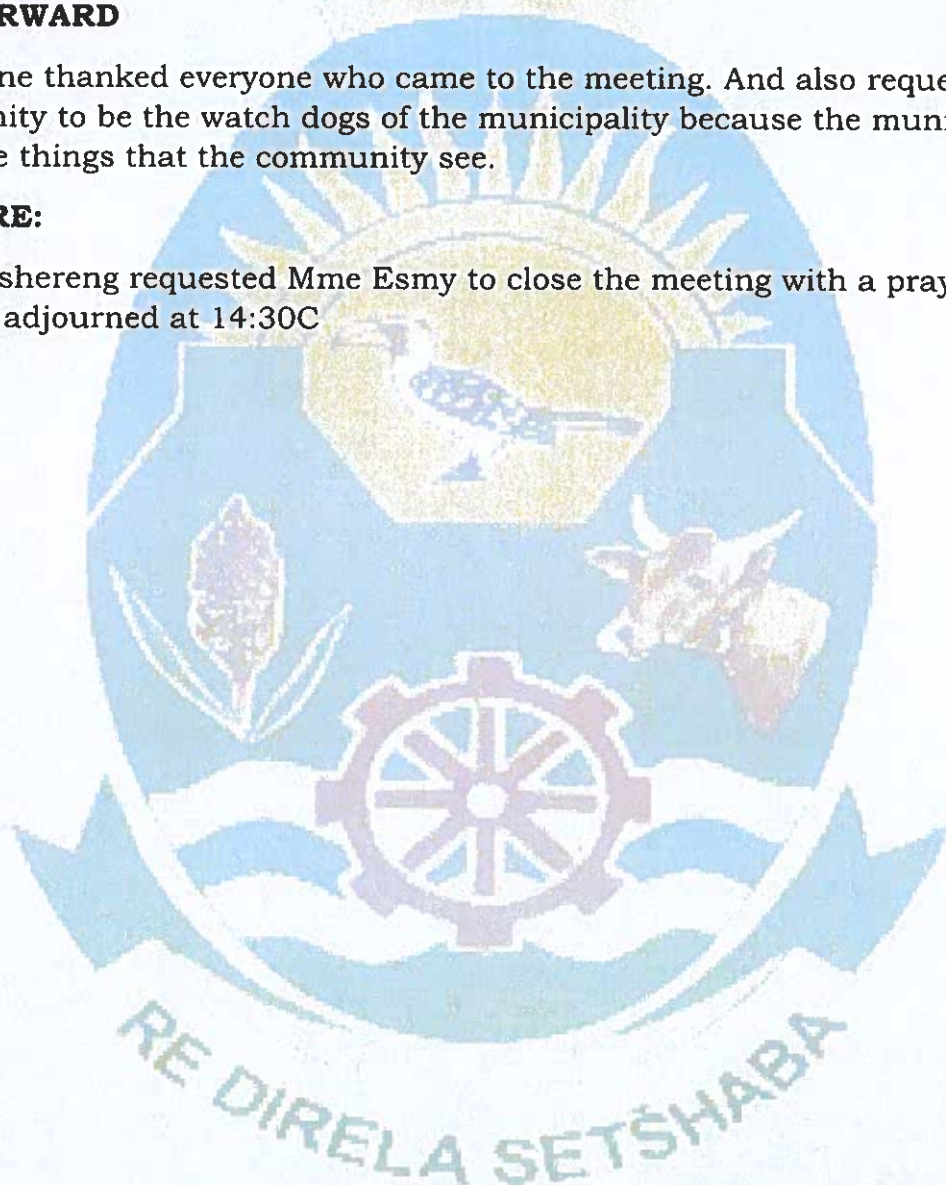 RWARD
ne thanked everyone who came to the meeting. And also reque
nity to be the watch dogs of the municipality because the muni
e things that the community see.
RE:
shereng requested Mme Esmy to close the meeting with a pray
adjourned at 14:30C
RE DIRELA SETŠHABA